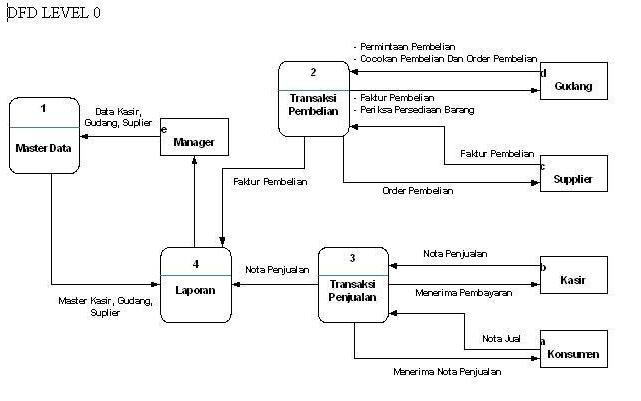 DFD LEVEL 0
- Permintaan Pembelian
- Cocokan Pembelian Dan Order Pembelian
2
Transaksi
Pembelian
d
Gudang
- Faktur Pembelian
- Periksa Persediaan Barang
1
Master Data
Data Kasir,
Gudang, Suplier
e
Manager
Faktur Pembelian
c
Supplier
Faktur Pembelian
Order Pembelian
4
Laporan
Nota Penjualan
3
Transaksi
Penjualan
Nota Penjualan
b
Kasir
Menerima Pembayaran
Master Kasir, Gudang,
Suplier
Nota Jual
a
Konsumen
Menerima Nota Penjualan